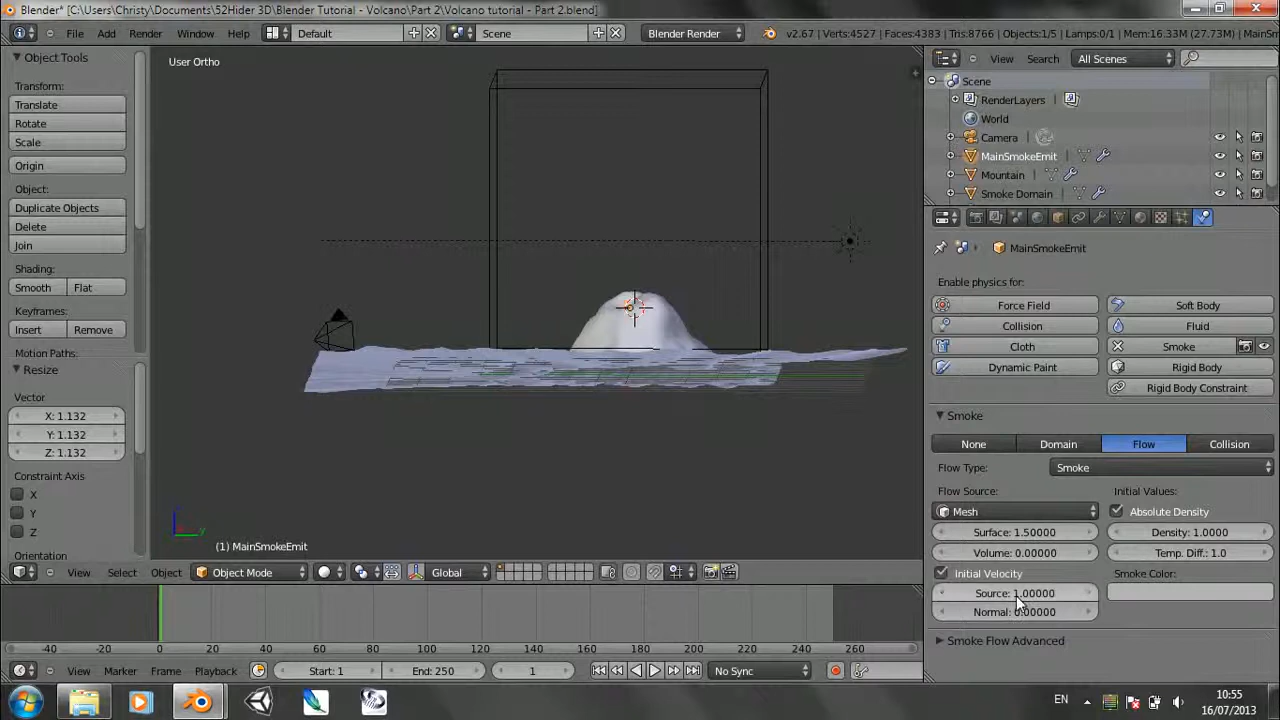 Blender* [C:\Users\Christy\Documents\52Hider 3D\Blender Tutorial - Volcano\Part 2\Volcano tutorial - Part 2.blend]
File Add Render Window Help Default Scene Blender Render v2.67 | Verts:4527 | Faces:4383 | Tris:8766 | Objects:1/5 | Lamps:0/1 | Mem:16.33M (27.73M) | MainSm
Object Tools
Transform:
Translate
Rotate
Scale
Origin
Object:
Duplicate Objects
Delete
Join
Shading:
Smooth Flat
Keyframes:
Insert Remove
Motion Paths:
Resize
Vector
X: 1.132
Y: 1.132
Z: 1.132
Constraint Axis
X
Y
Z
Orientation
User Ortho
z
y
(1) MainSmokeEmit
View Select Object Object Mode Global
View Search All Scenes
Scene
RenderLayers
World
Camera
MainSmokeEmit
Mountain
Smoke Domain
MainSmokeEmit
Enable physics for:
Force Field Soft Body
Collision Fluid
Cloth Smoke
Dynamic Paint Rigid Body
Rigid Body Constraint
Smoke
None Domain Flow Collision
Flow Type: Smoke
Flow Source: Initial Values:
Mesh Absolute Density
Surface: 1.50000 Density: 1.0000
Volume: 0.00000 Temp. Diff.: 1.0
Initial Velocity Smoke Color:
Source: 1.00000
Normal: 0.00000
Smoke Flow Advanced
-40 -20 0 20 40 60 80 100 120 140 160 180 200 220 240 260
View Marker Frame Playback Start: 1 End: 250 1 No Sync
EN
10:55
16/07/2013